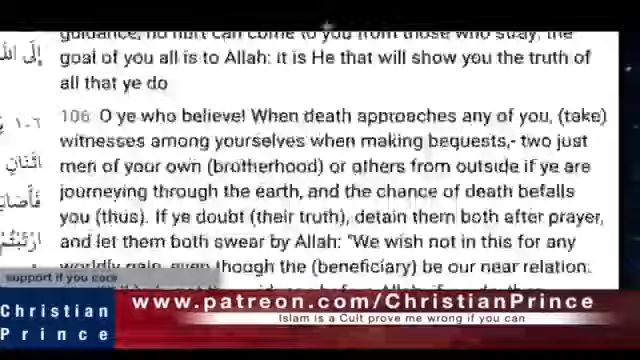 guidance, no hurt can come to you from those who stray, the
إلى الله
goal of you all is to Allah: it is He that will show you the truth of
all that ye do
106 O ye who believe! When death approaches any of you, (take)
١٠٦
witnesses among yourselves when making bequests,- two just
اثْنَانِ
men of your own (brotherhood) or others from outside if ye are
journeying through the earth, and the chance of death befalls
you (thus). If ye doubt (their truth), detain them both after prayer,
and let them both swear by Allah: "We wish not in this for any
worldly gain, even though the (beneficiary) be our near relation:
support if you care
www.patreon.com/ChristianPrince
Islam is a Cult prove me wrong if you can
Christian
Prince